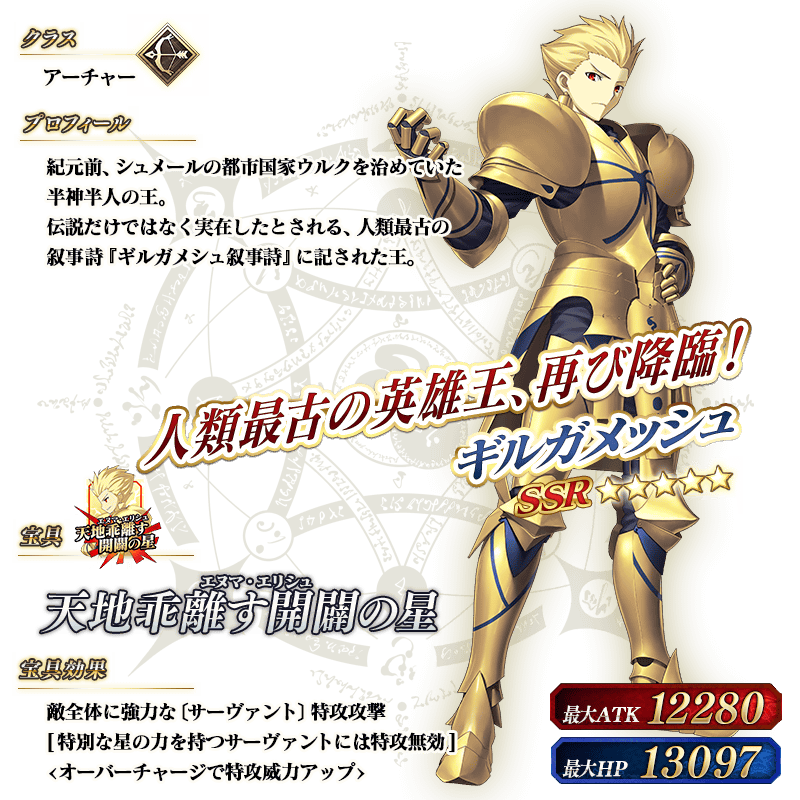 クラス
アーチャー
プロフィール
紀元前、シュメールの都市国家ウルクを治めていた
半神半人の王。
伝説だけではなく実在したとされる、人類最古の
叙事詩『ギルガメシュ叙事詩』に記された王。
人類最古の英雄王、再び降臨！
ギルガメッシュ
SSR ☆☆☆☆☆
宝具
エヌマ・エリシュ
天地乖離す
開闢の星
エヌマ・エリシュ
天地乖離す開闢の星
宝具効果
敵全体に強力な〔サーヴァント〕特攻攻撃
[特別な星の力を持つサーヴァントには特攻無効]
<オーバーチャージで特攻威力アップ>
最大ATK 12280
最大HP 13097